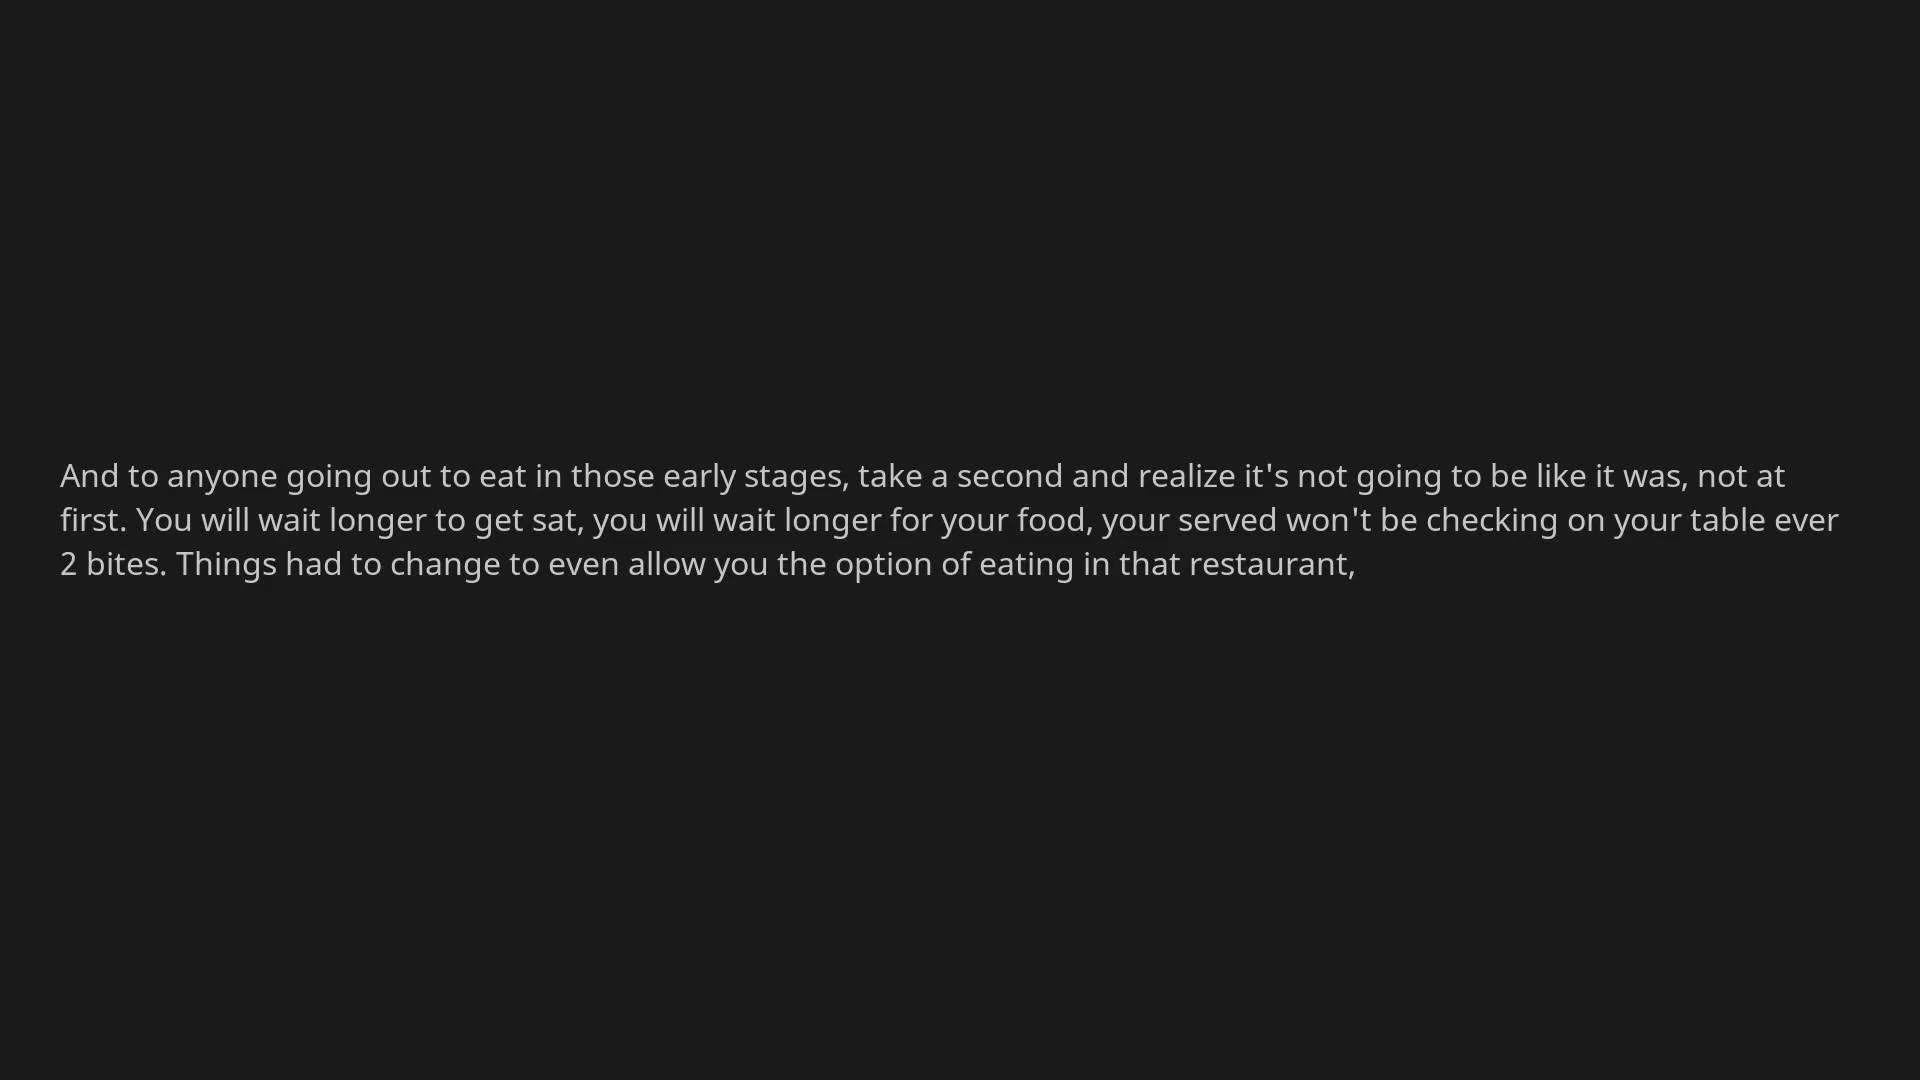 And to anyone going out to eat in those early stages, take a second and realize it's not going to be like it was, not at
first. You will wait longer to get sat, you will wait longer for your food, your served won't be checking on your table ever
2 bites. Things had to change to even allow you the option of eating in that restaurant,